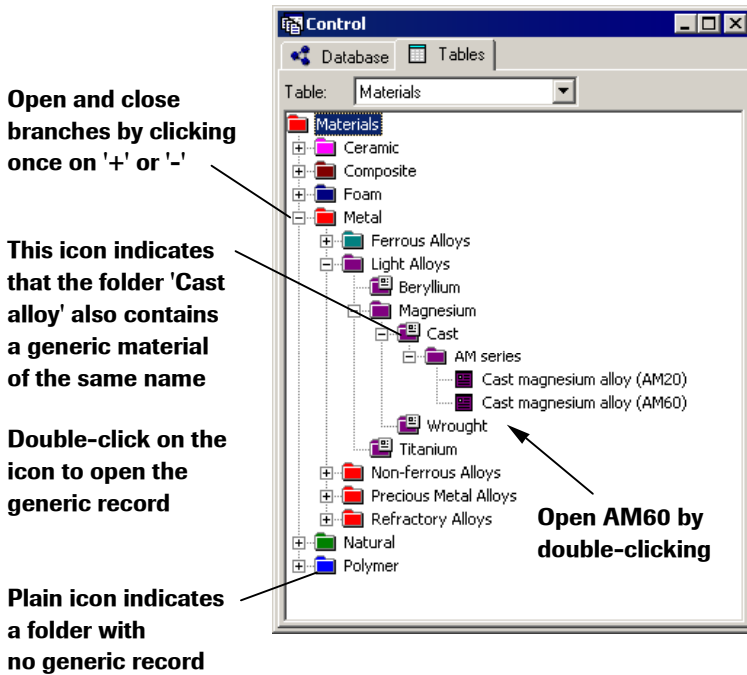 Control
Database Tables
Table: Materials
Open and close
branches by clicking
once on '+' or '-'
This icon indicates
that the folder 'Cast
alloy' also contains
a generic material
of the same name
Double-click on the
icon to open the
generic record
Plain icon indicates
a folder with
no generic record
Materials
Ceramic
Composite
Foam
Metal
Ferrous Alloys
Light Alloys
Beryllium
Magnesium
Cast
AM series
Cast magnesium alloy (AM20)
Cast magnesium alloy (AM60)
Wrought
Titanium
Non-ferrous Alloys
Precious Metal Alloys
Refractory Alloys
Natural
Polymer
Open AM60 by
double-clicking